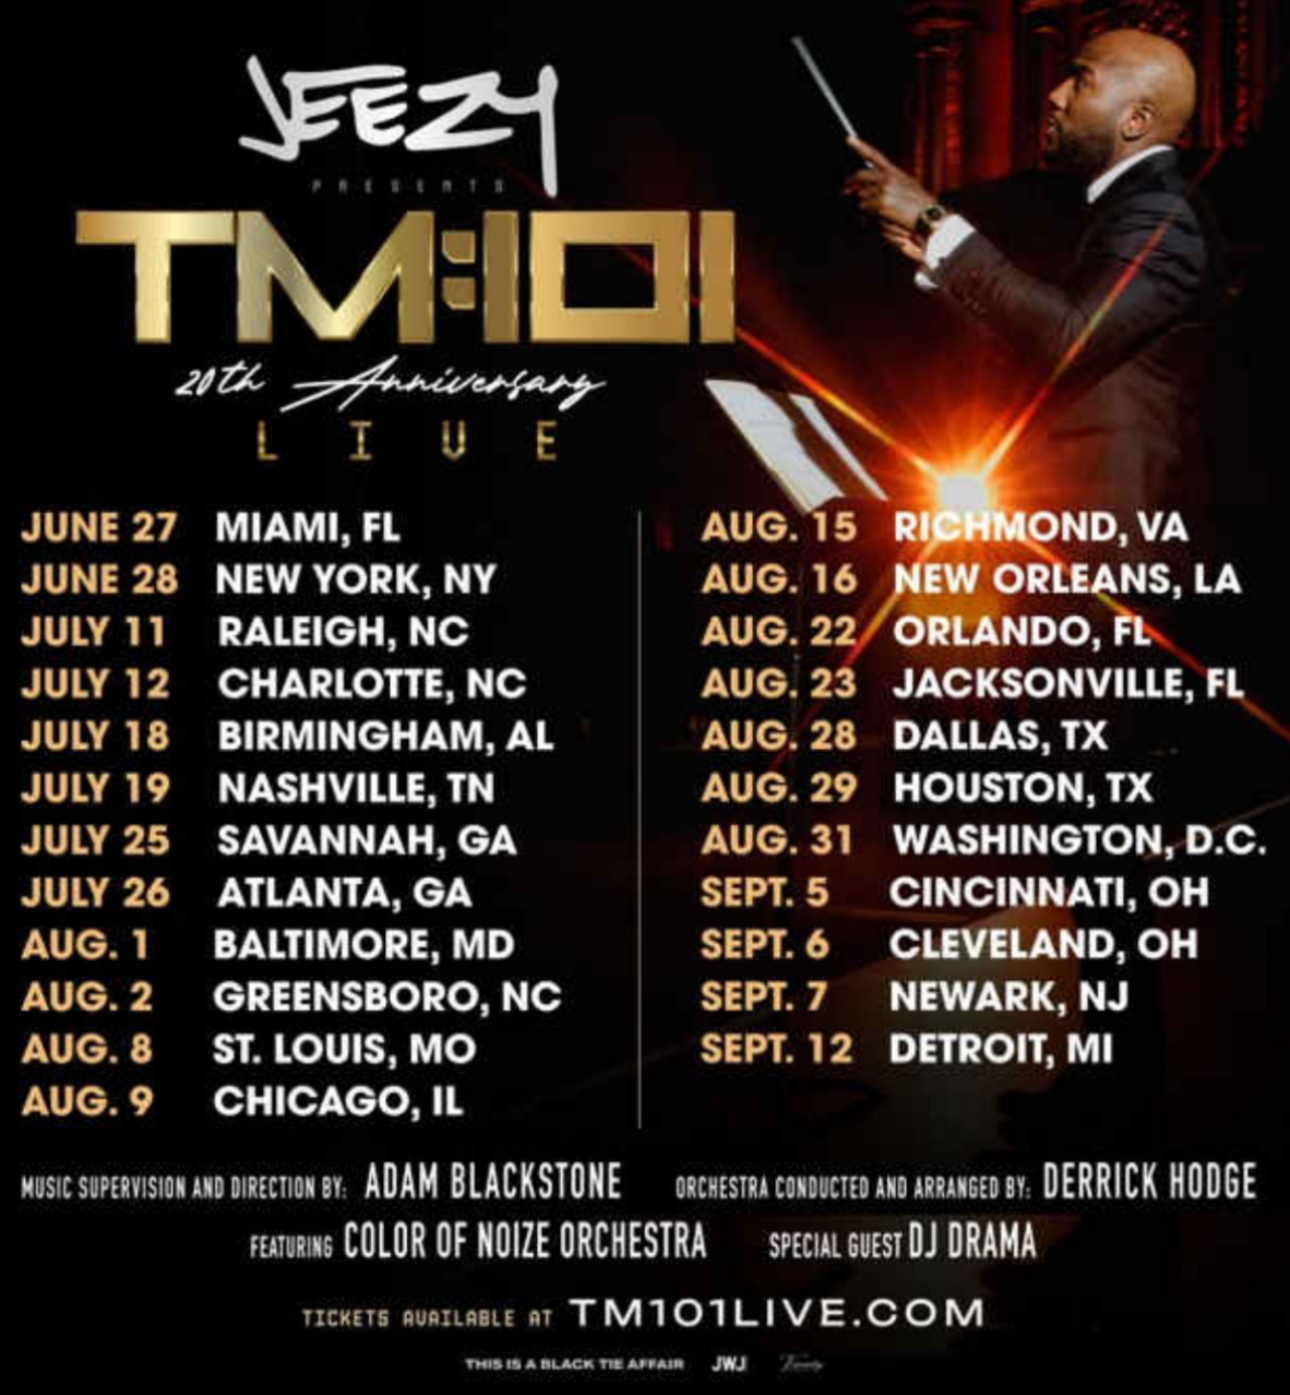 JEEZY
PRESENTS
TM:101
20th Anniversary
LIVE
JUNE 27 MIAMI, FL
JUNE 28 NEW YORK, NY
JULY 11 RALEIGH, NC
JULY 12 CHARLOTTE, NC
JULY 18 BIRMINGHAM, AL
JULY 19 NASHVILLE, TN
JULY 25 SAVANNAH, GA
JULY 26 ATLANTA, GA
AUG. 1 BALTIMORE, MD
AUG. 2 GREENSBORO, NC
AUG. 8 ST. LOUIS, MO
AUG. 9 CHICAGO, IL
AUG. 15 RICHMOND, VA
AUG. 16 NEW ORLEANS, LA
AUG. 22 ORLANDO, FL
AUG. 23 JACKSONVILLE, FL
AUG. 28 DALLAS, TX
AUG. 29 HOUSTON, TX
AUG. 31 WASHINGTON, D.C.
SEPT. 5 CINCINNATI, OH
SEPT. 6 CLEVELAND, OH
SEPT. 7 NEWARK, NJ
SEPT. 12 DETROIT, MI
MUSIC SUPERVISION AND DIRECTION BY: ADAM BLACKSTONE ORCHESTRA CONDUCTED AND ARRANGED BY: DERRICK HODGE
FEATURING COLOR OF NOIZE ORCHESTRA SPECIAL GUEST DJ DRAMA
TICKETS AVAILABLE AT TM101LIVE.COM
THIS IS A BLACK TIE AFFAIR JWJ